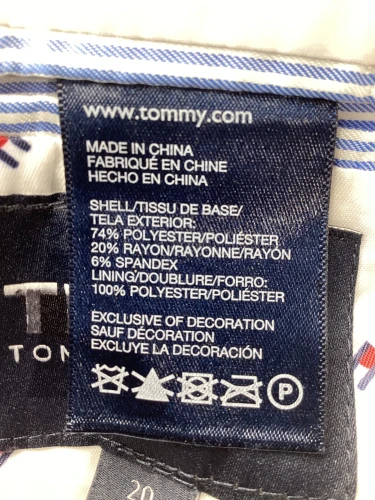 www.tommy.com
MADE IN CHINA
FABRIQUÉ EN CHINE
HECHO EN CHINA
SHELL/TISSU DE BASE/
TELA EXTERIOR:
74% POLYESTER/POLIÉSTER
20% RAYON/RAYONNE/RAYÓN
6% SPANDEX
LINING/DOUBLURE/FORRO:
100% POLYESTER/POLIÉSTER
EXCLUSIVE OF DECORATION
SAUF DÉCORATION
EXCLUYE LA DECORACIÓN
P
T
TOM
20